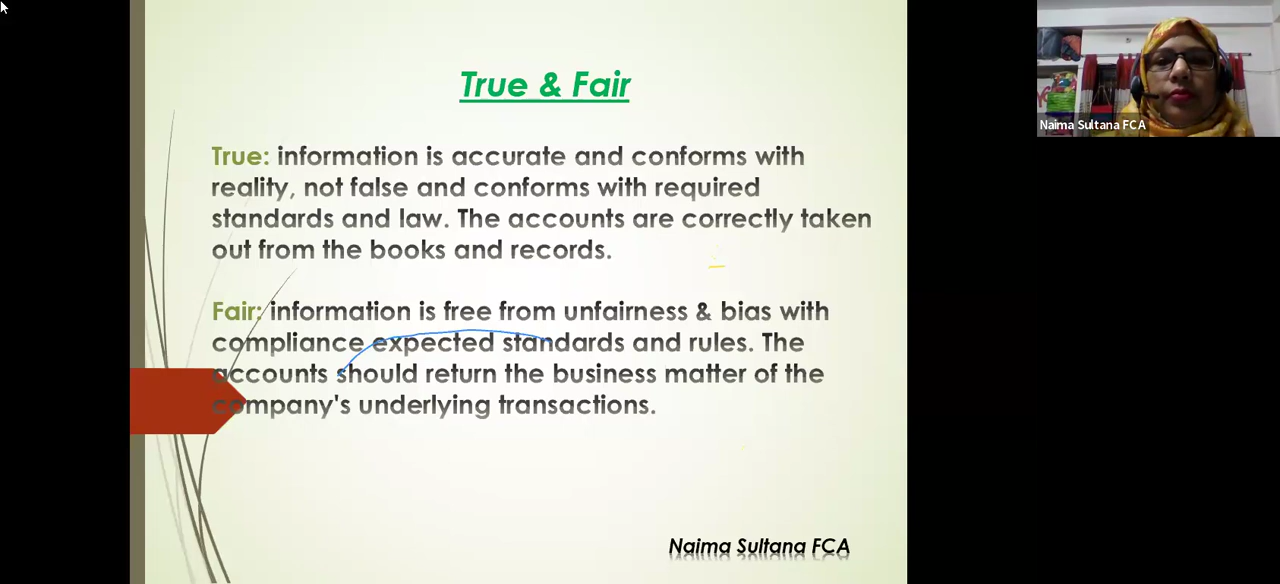 True & Fair
True: information is accurate and conforms with
reality, not false and conforms with required
standards and law. The accounts are correctly taken
out from the books and records.
Fair: information is free from unfairness & bias with
compliance expected standards and rules. The
accounts should return the business matter of the
company's underlying transactions.
Naima Sultana FCA
Naima Sultana FCA